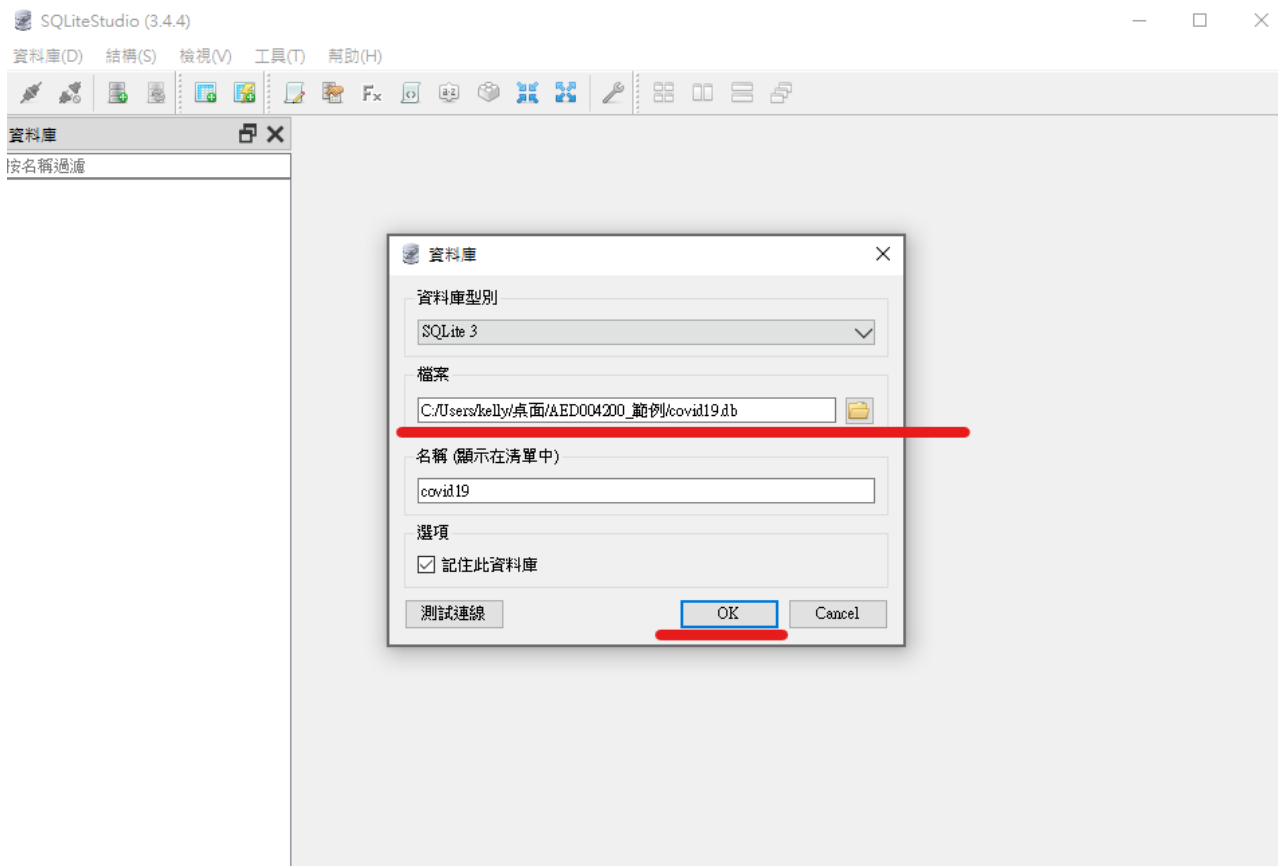 SQLiteStudio (3.4.4)
資料庫(D) 結構(S) 檢視(V) 工具(T) 幫助(H)
資料庫
按名稱過濾
資料庫
資料庫型別
SQLite 3
檔案
C:/Users/kelly/桌面/AED004200_範例/covid19.db
名稱 (顯示在清單中)
covid19
選項
記住此資料庫
測試連線 OK Cancel